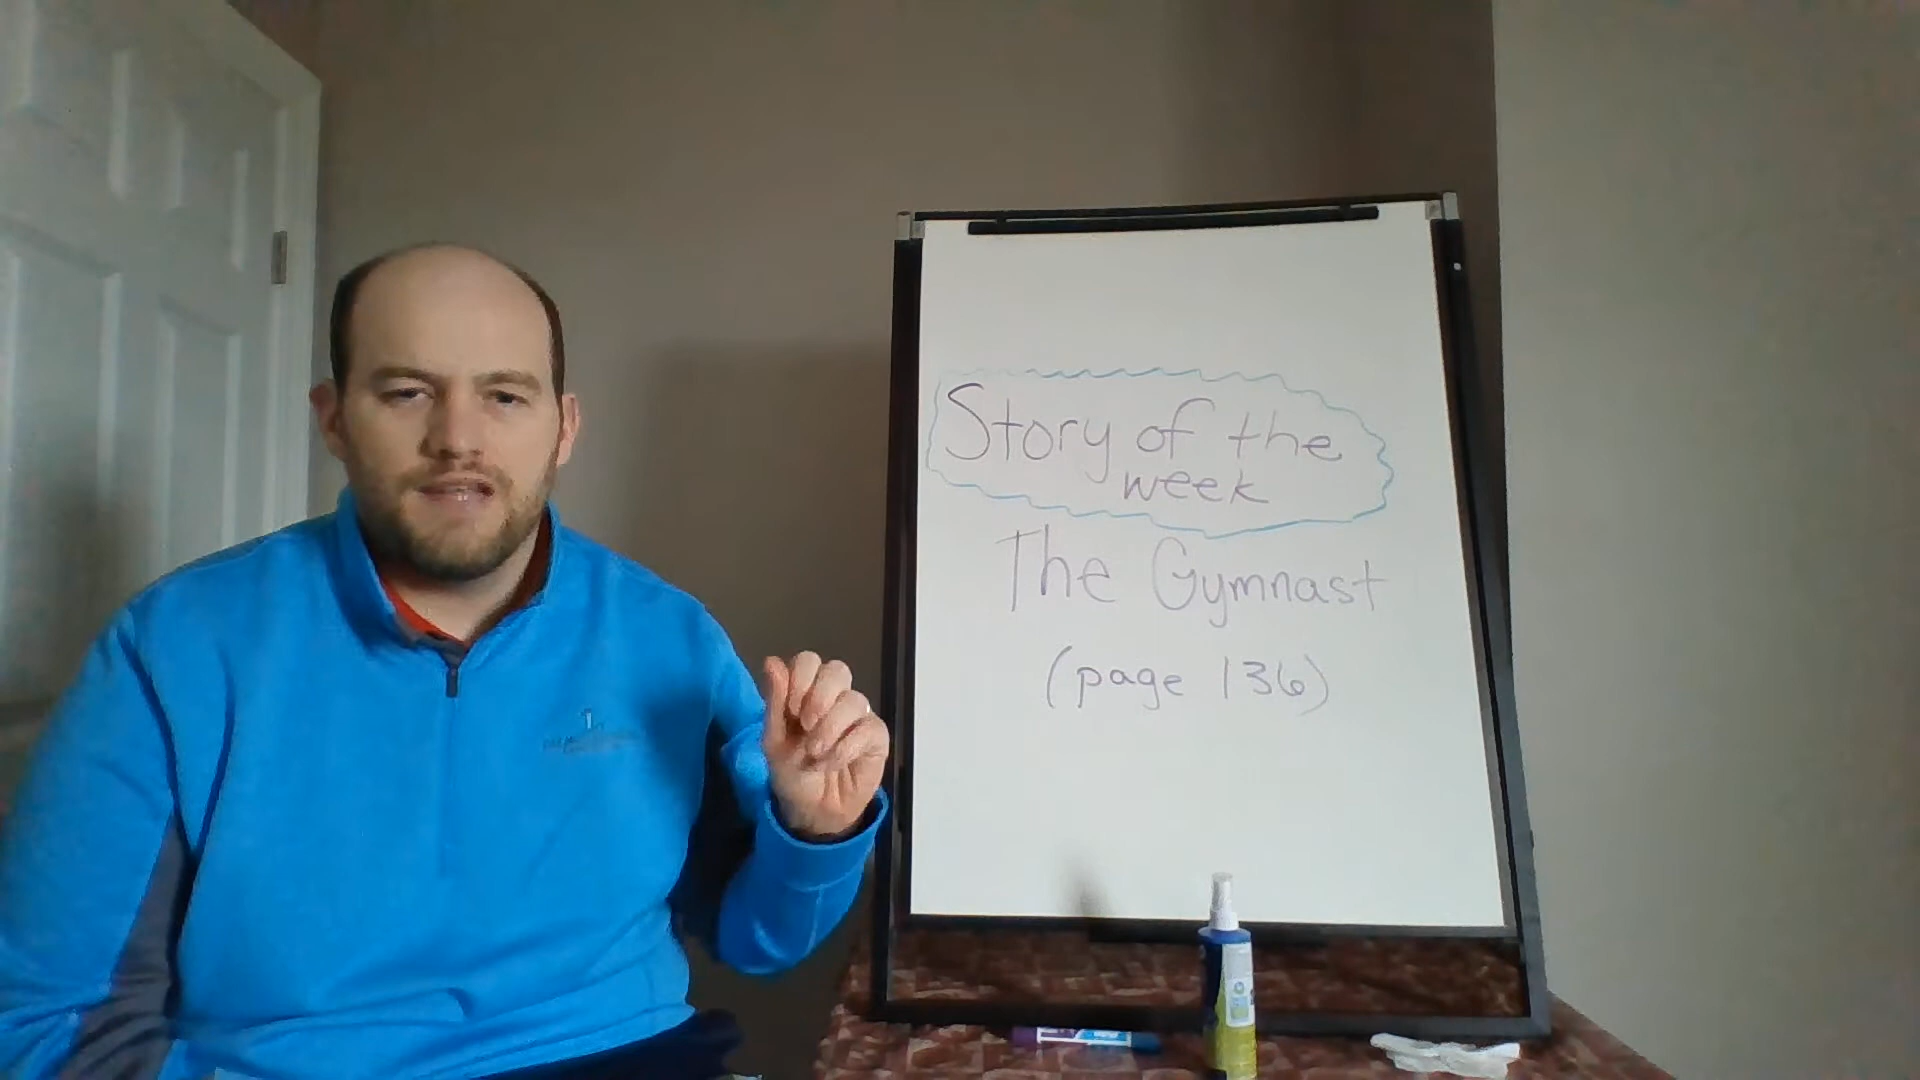 Story of the
week
The Gymnast
(page 136)